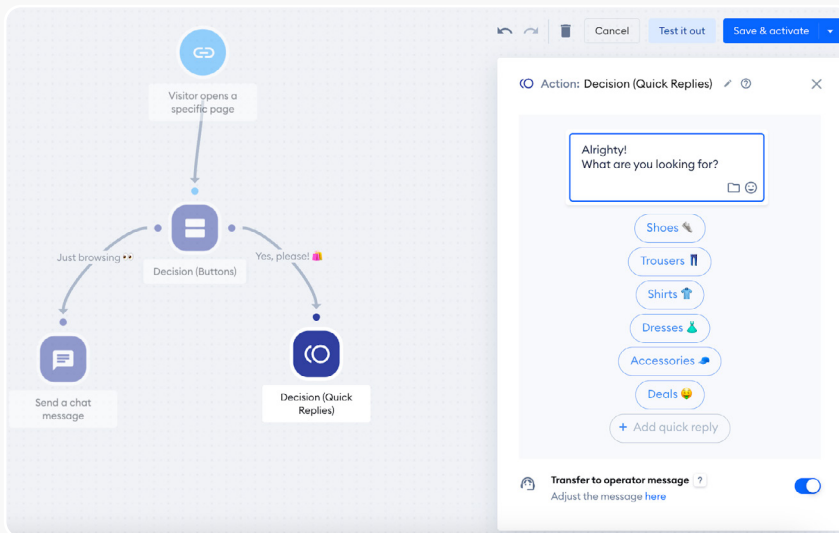 Cancel
Test it out
Save & activate
Visitor opens a
specific page
Just browsing 👀
Yes, please! 🛍️
Decision (Buttons)
Send a chat
message
Decision (Quick
Replies)
Action: Decision (Quick Replies)
Alrighty!
What are you looking for?
Shoes
Trousers 👖
Shirts 👕
Dresses 👗
Accessories 🧢
Deals 🤑
+ Add quick reply
Transfer to operator message ?
Adjust the message here